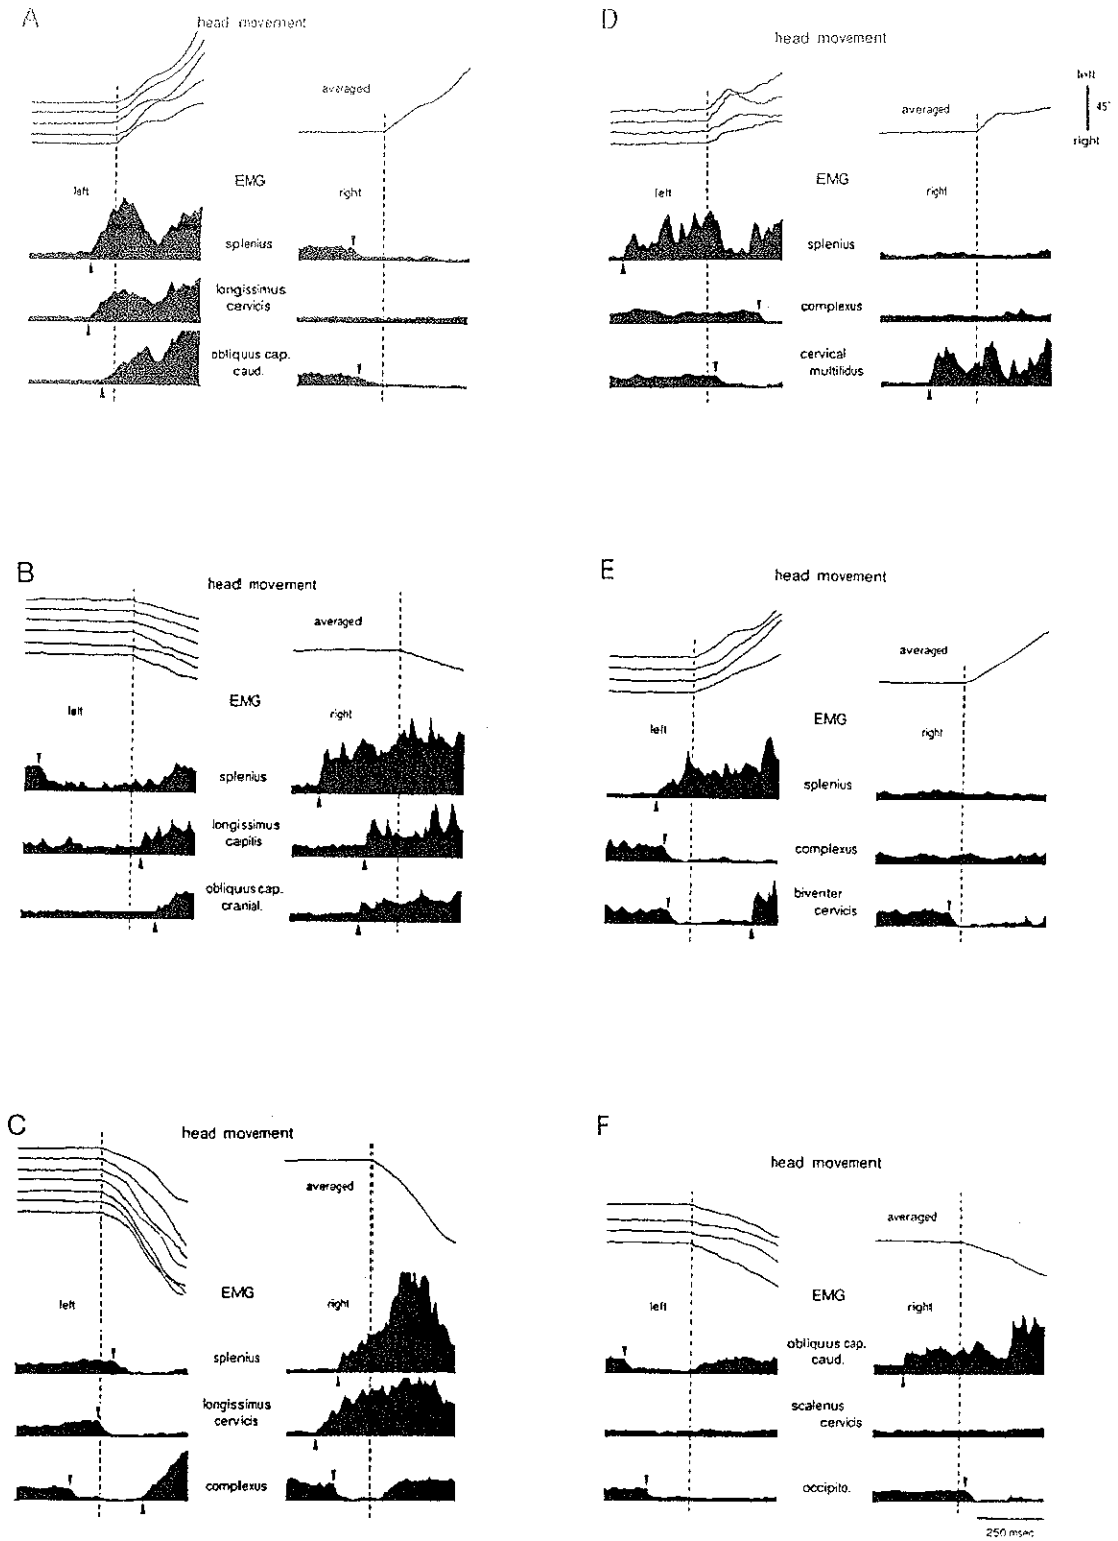 A
head movement
averaged
left
EMG
right
splenius
longissimus
cervicis
obliquus cap.
caud.
D
head movement
left
45°
right
averaged
left
EMG
right
splenius
complexus
cervical
multifidus
B
head movement
averaged
left
EMG
right
splenius
longissimus
capitis
obliquus cap.
cranial.
E
head movement
averaged
left
EMG
right
splenius
complexus
biventer
cervicis
C
head movement
averaged
left
EMG
right
splenius
longissimus
cervicis
complexus
F
head movement
averaged
left
EMG
right
obliquus cap.
caud.
scalenus
cervicis
occipito.
250 msec